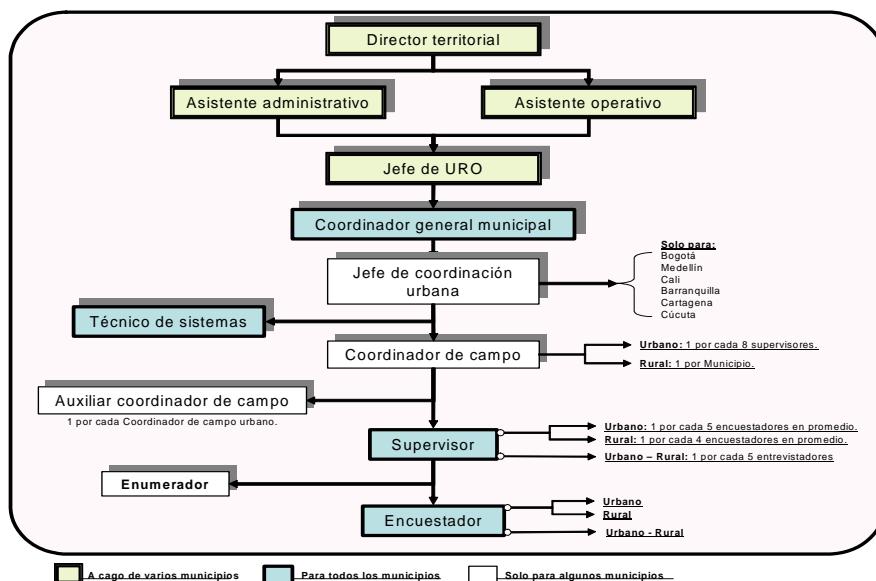 Director territorial
Asistente administrativo
Asistente operativo
Jefe de URO
Coordinador general municipal
Jefe de coordinación
urbana
Solo para:
Bogotá
Medellín
Cali
Barranquilla
Cartagena
Cúcuta
Técnico de sistemas
Coordinador de campo
Urbano: 1 por cada 8 supervisores.
Rural: 1 por Municipio.
Auxiliar coordinador de campo
1 por cada Coordinador de campo urbano.
Supervisor
Urbano: 1 por cada 5 encuestadores en promedio.
Rural: 1 por cada 4 encuestadores en promedio.
Urbano – Rural: 1 por cada 5 entrevistadores
Enumerador
Encuestador
Urbano
Rural
Urbano - Rural
A cago de varios municipios
Para todos los municipios
Solo para algunos municipios